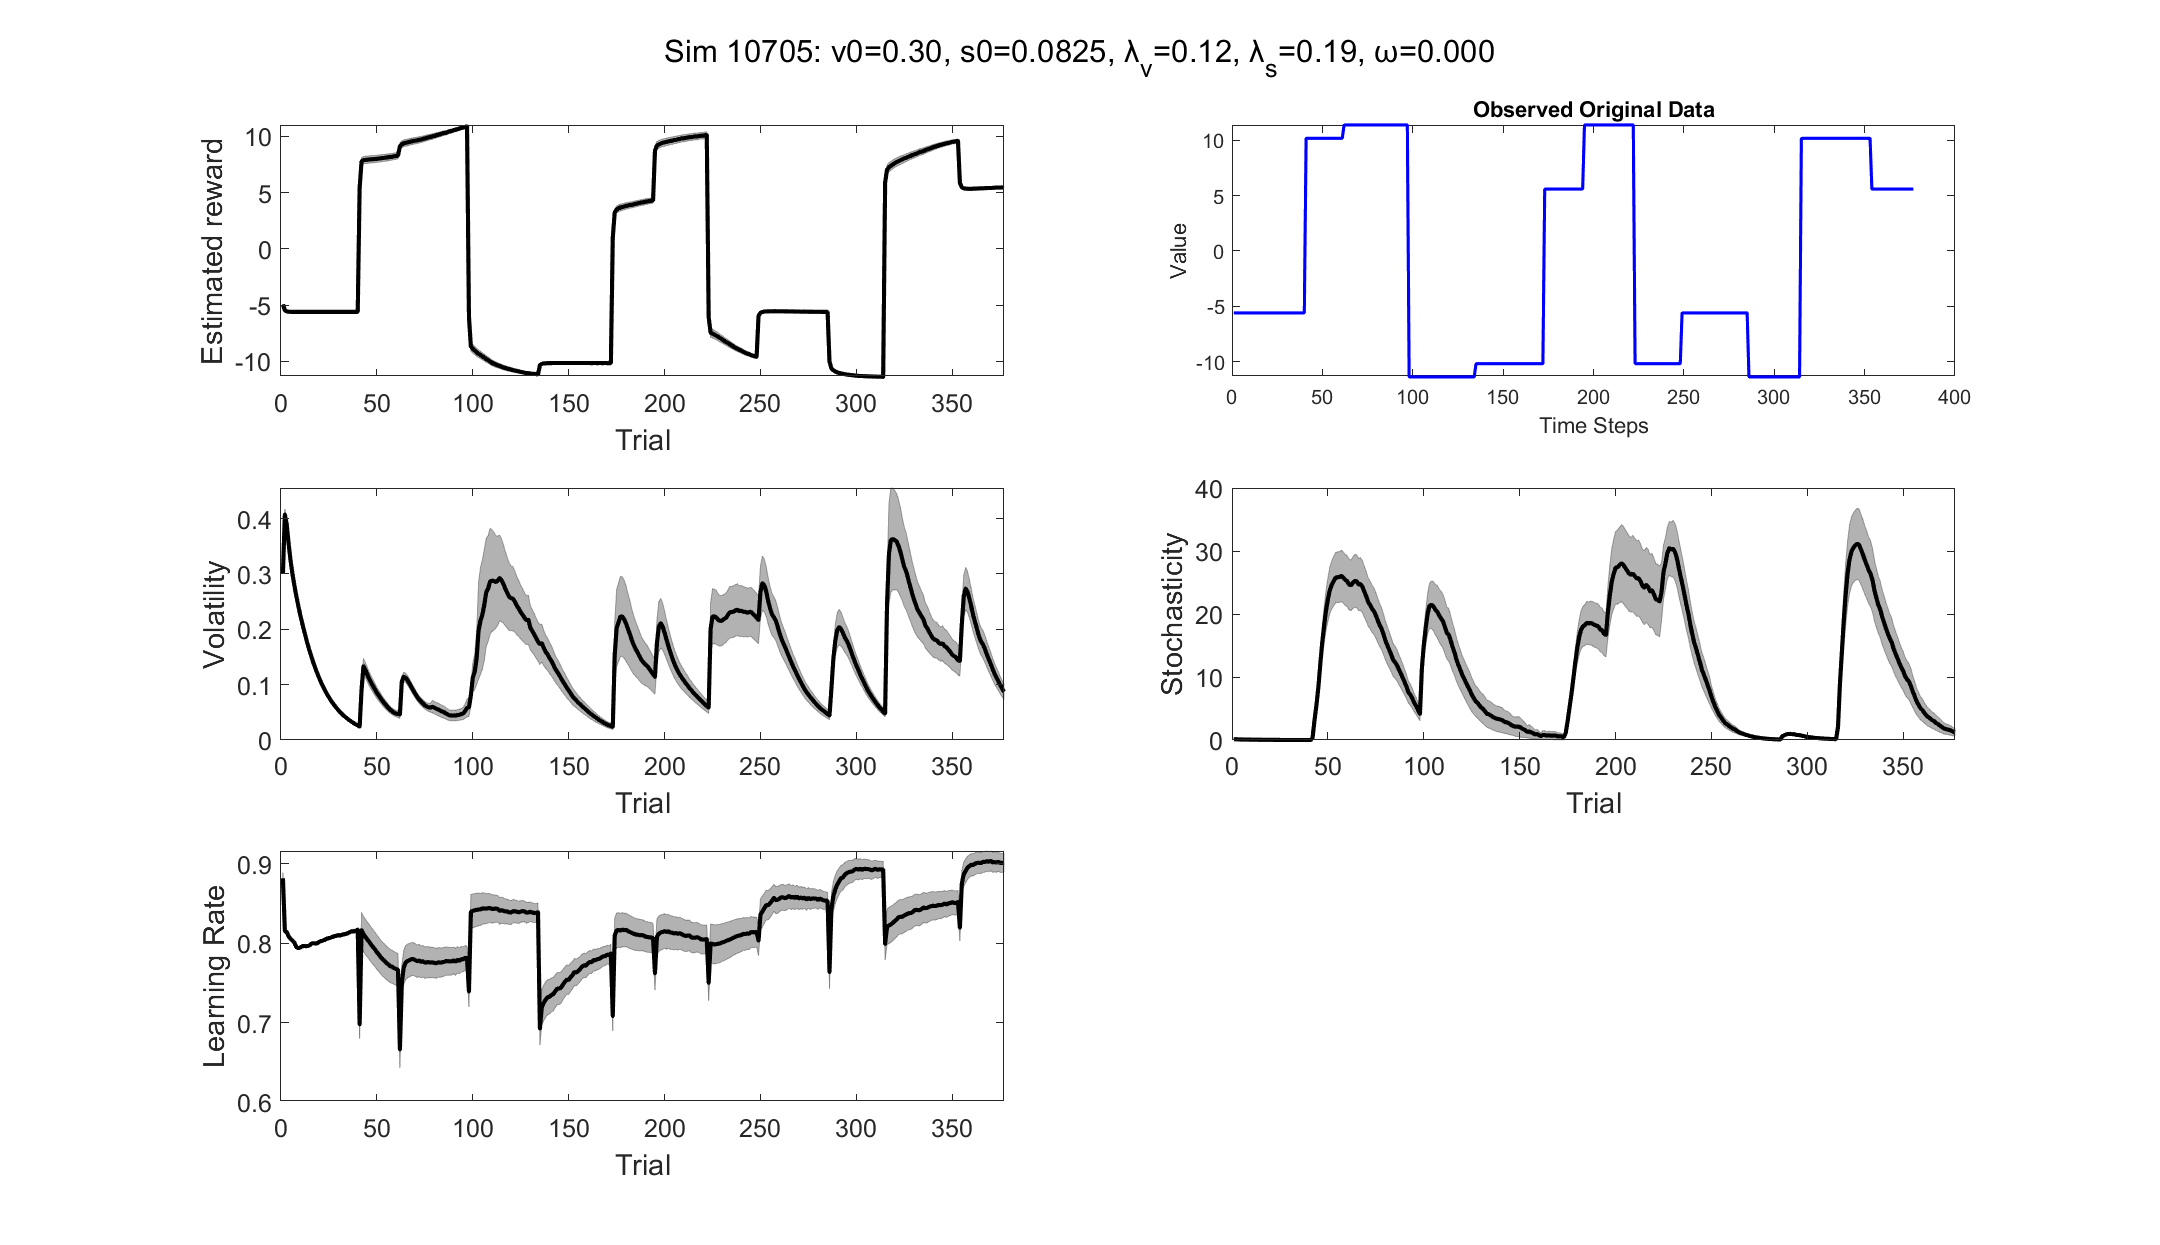 Sim 10705: v0=0.30, s0=0.0825, λv=0.12, λs=0.19, ω=0.000
Estimated reward
10
5
0
-5
-10
0 50 100 150 200 250 300 350
Trial
Observed Original Data
Value
10
5
0
-5
-10
0 50 100 150 200 250 300 350 400
Time Steps
Volatility
0.4
0.3
0.2
0.1
0
0 50 100 150 200 250 300 350
Trial
Stochasticity
40
30
20
10
0
0 50 100 150 200 250 300 350
Trial
Learning Rate
0.9
0.8
0.7
0.6
0 50 100 150 200 250 300 350
Trial